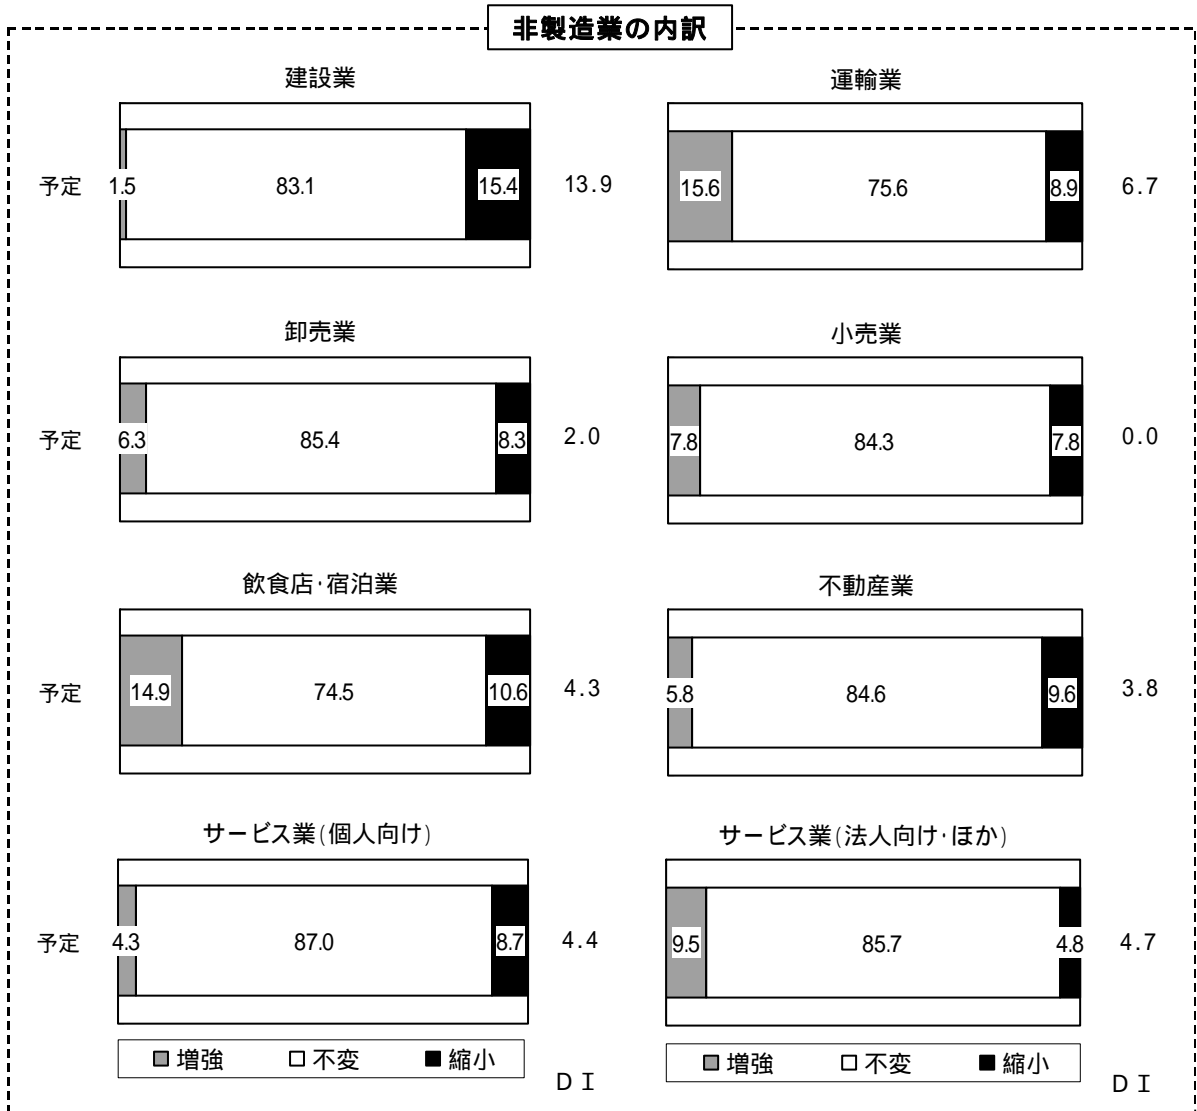 非製造業の内訳
建設業
予定 1.5 83.1 15.4 13.9
運輸業
15.6 75.6 8.9 6.7
卸売業
予定 6.3 85.4 8.3 2.0
小売業
7.8 84.3 7.8 0.0
飲食店・宿泊業
予定 14.9 74.5 10.6 4.3
不動産業
5.8 84.6 9.6 3.8
サービス業(個人向け)
予定 4.3 87.0 8.7 4.4
サービス業(法人向け・ほか)
9.5 85.7 4.8 4.7
増強 不変 縮小
ＤＩ
増強 不変 縮小
ＤＩ